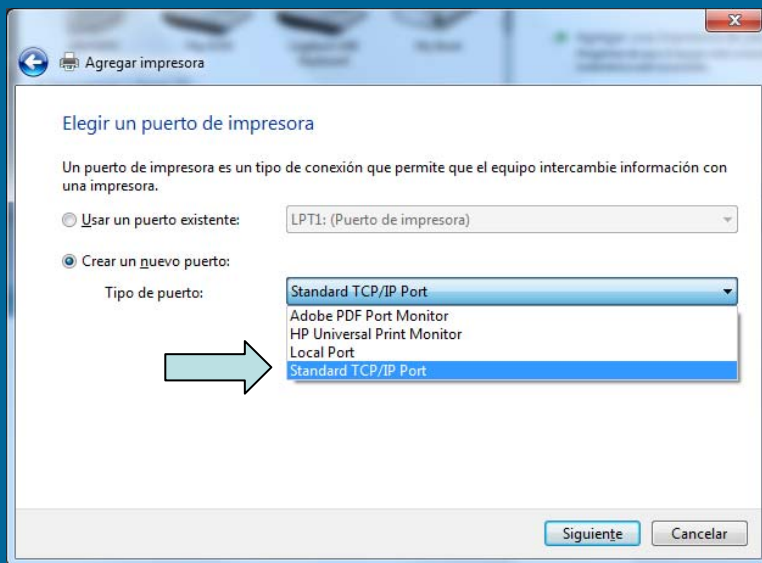 Agregar impresora
Elegir un puerto de impresora
Un puerto de impresora es un tipo de conexión que permite que el equipo intercambie información con
una impresora.
Usar un puerto existente:
LPT1: (Puerto de impresora)
Crear un nuevo puerto:
Tipo de puerto:
Standard TCP/IP Port
Adobe PDF Port Monitor
HP Universal Print Monitor
Local Port
Standard TCP/IP Port
Siguiente
Cancelar